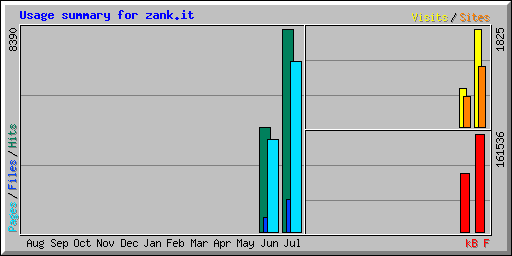 Usage summary for zank.it
Visits/Sites
8390
1825
Pages/Files/Hits
161536
Aug Sep Oct Nov Dec Jan Feb Mar Apr May Jun Jul
kB F